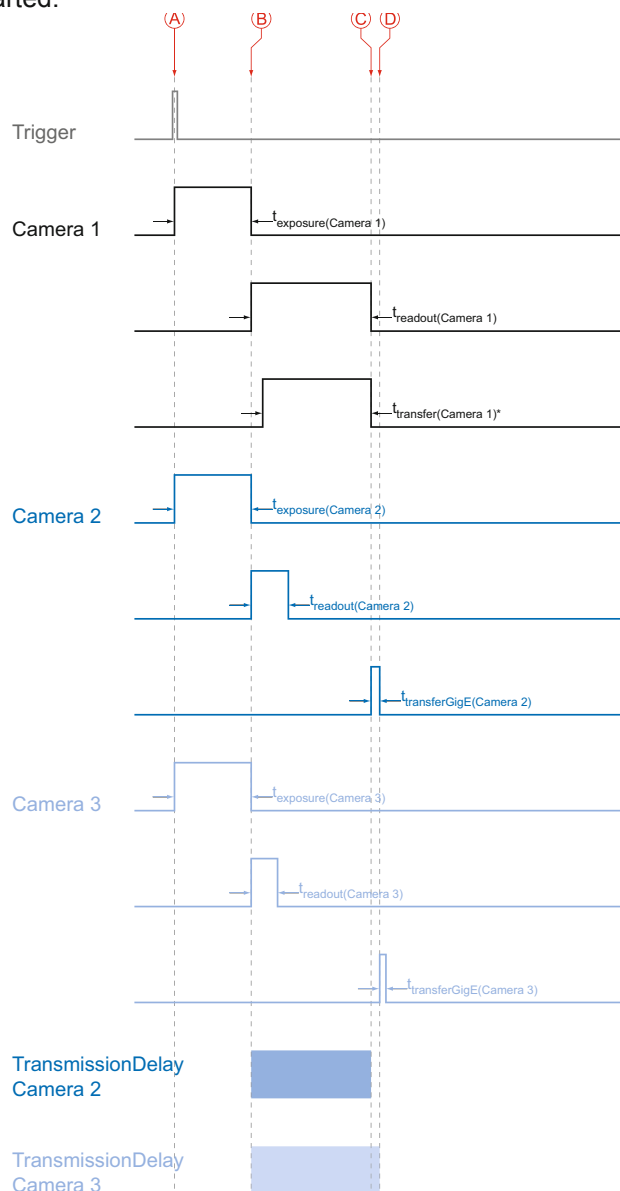 A B C D
Trigger
Camera 1
texposure(Camera 1)
treadout(Camera 1)
ttransfer(Camera 1)*
Camera 2
texposure(Camera 2)
treadout(Camera 2)
ttransferGigE(Camera 2)
Camera 3
texposure(Camera 3)
treadout(Camera 3)
ttransferGigE(Camera 3)
TransmissionDelay
Camera 2
TransmissionDelay
Camera 3